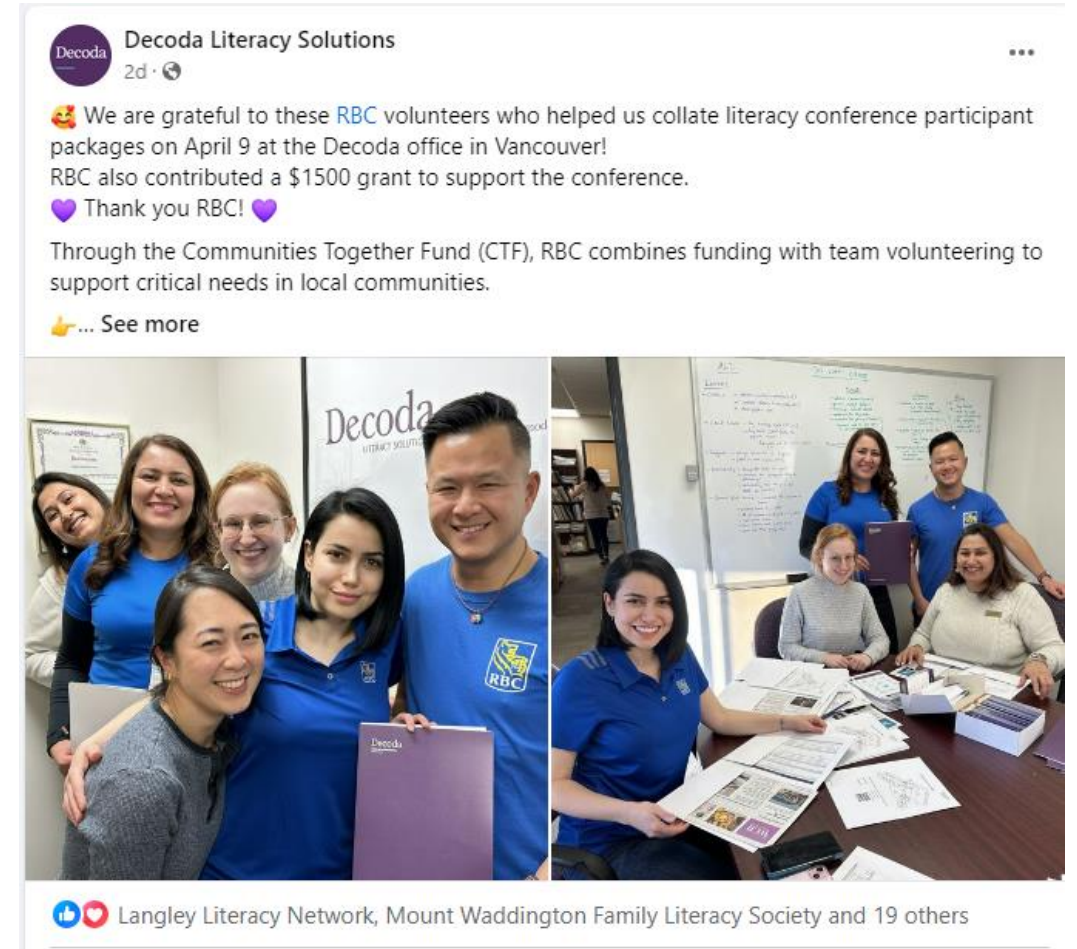 Decoda
Decoda Literacy Solutions
2d ·
🥰 We are grateful to these RBC volunteers who helped us collate literacy conference participant
packages on April 9 at the Decoda office in Vancouver!
RBC also contributed a $1500 grant to support the conference.
💜 Thank you RBC! 💜
Through the Communities Together Fund (CTF), RBC combines funding with team volunteering to
support critical needs in local communities.
👉... See more
Decoda
LITERACY
RBC
Decoda
Langley Literacy Network, Mount Waddington Family Literacy Society and 19 others